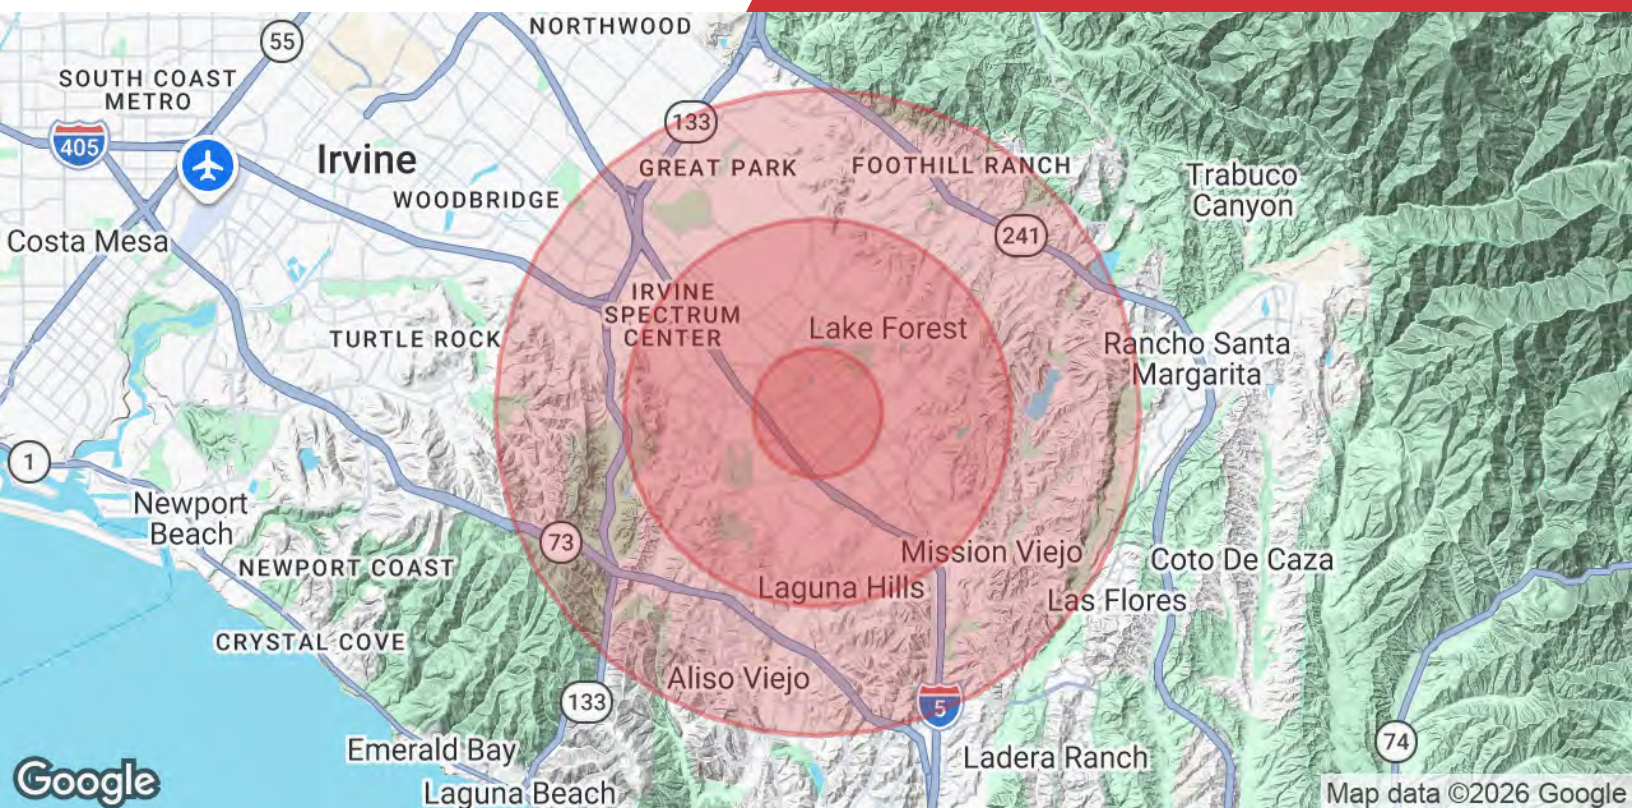 NORTHWOOD
55
SOUTH COAST
METRO
133
405
Irvine
GREAT PARK
FOOTHILL RANCH
Trabuco
Canyon
WOODBRIDGE
241
Costa Mesa
IRVINE
SPECTRUM
CENTER
Lake Forest
TURTLE ROCK
Rancho Santa
Margarita
1
Newport
Beach
73
Mission Viejo
Coto De Caza
NEWPORT COAST
Laguna Hills
Las Flores
CRYSTAL COVE
Aliso Viejo
133
5
74
Emerald Bay
Ladera Ranch
Google
Laguna Beach
Map data ©2026 Google